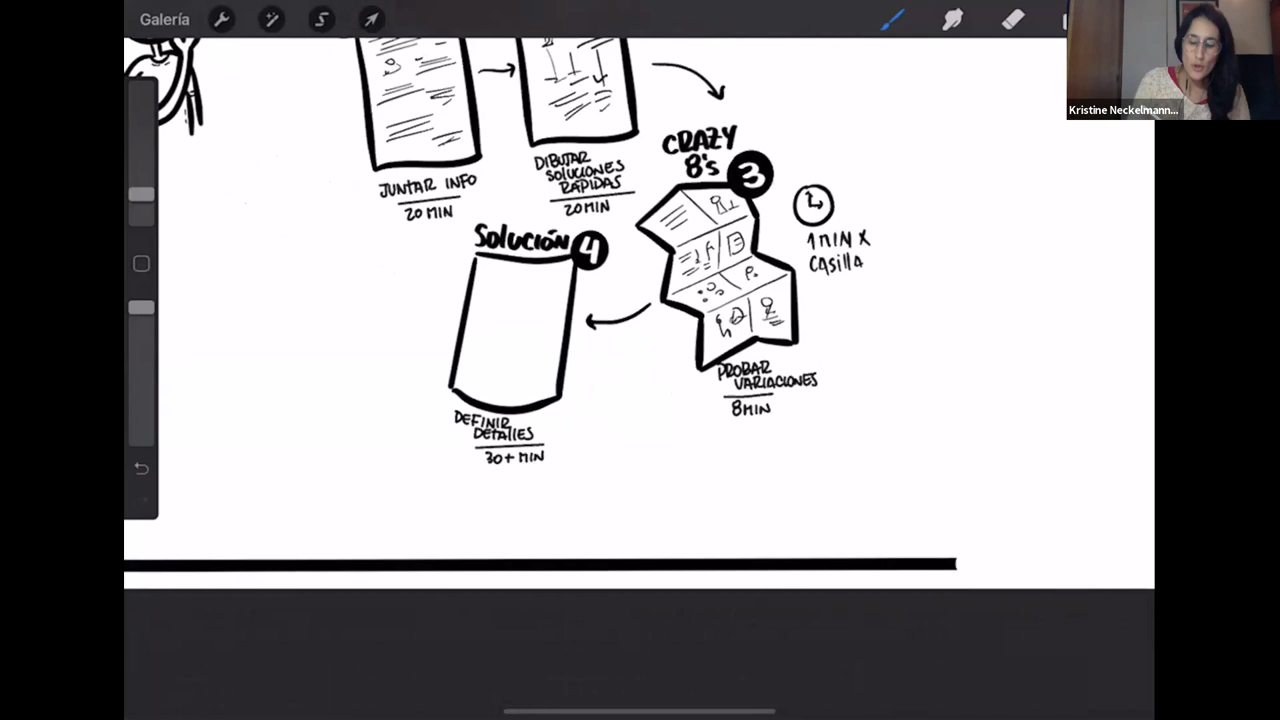 Galería
Kristine Neckelmann...
CRAZY
8's
3
JUNTAR INFO
20 MIN
DIBUJAR
SOLUCIONES
RÁPIDAS
20 MIN
1 MIN X
CASILLA
SOLUCIÓN
4
PROBAR
VARIACIONES
8 MIN
DEFINIR
DETALLES
30+ MIN